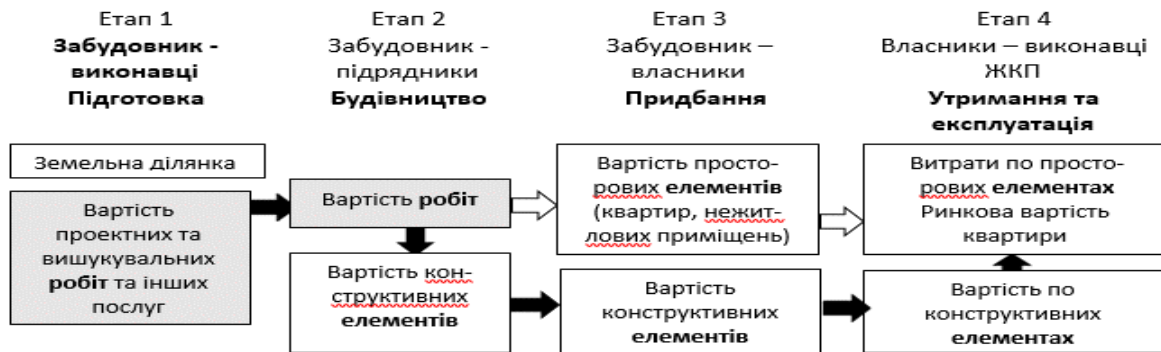 Етап 1
Забудовник -
виконавці
Підготовка
Етап 2
Забудовник -
підрядники
Будівництво
Етап 3
Забудовник –
власники
Придбання
Етап 4
Власники – виконавці
ЖКП
Утримання та
експлуатація
Земельна ділянка
Вартість
проектних та
вишукувальних
робіт та інших
послуг
Вартість робіт
Вартість кон-
структивних
елементів
Вартість просто-
рових елементів
(квартир, нежит-
лових приміщень)
Вартість
конструктивних
елементів
Витрати по просто-
рових елементах
Ринкова вартість
квартири
Вартість по
конструктивних
елементах